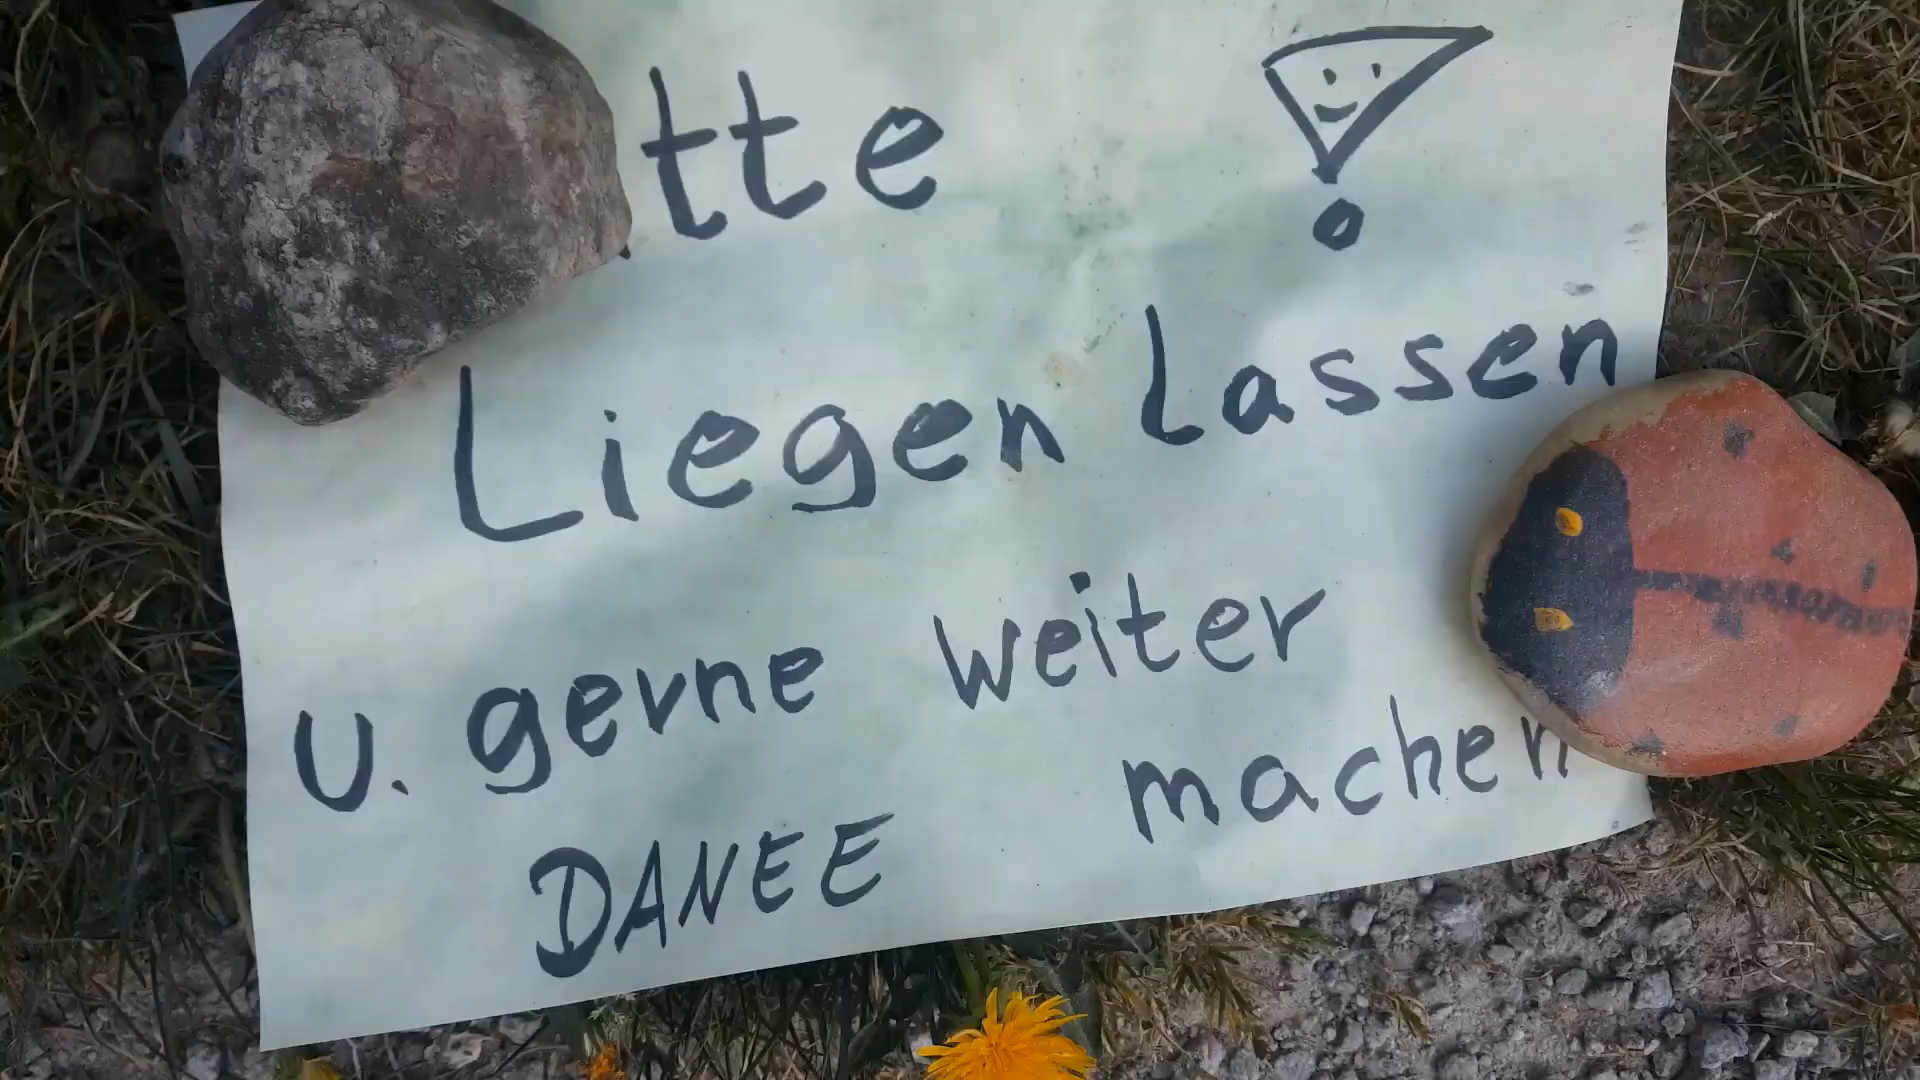 tte !
Liegen lassen
u. gerne weiter
machen
DANEE